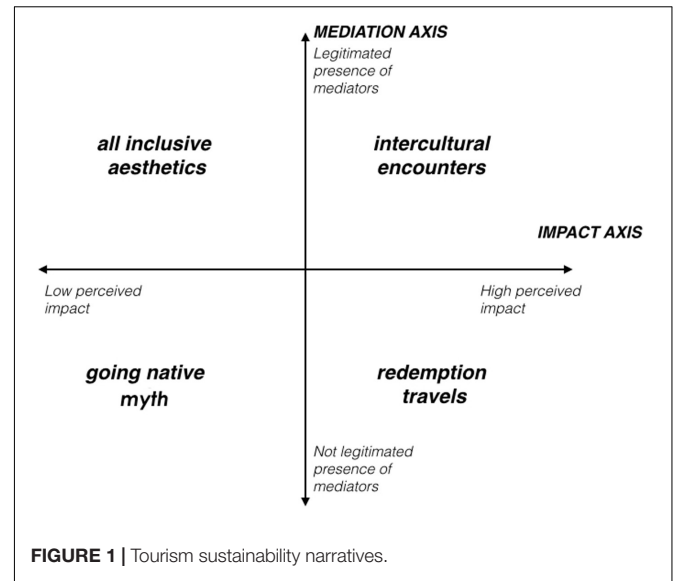 MEDIATION AXIS
Legitimated
presence of
mediators
all inclusive
aesthetics
intercultural
encounters
IMPACT AXIS
Low perceived
impact
High perceived
impact
going native
myth
redemption
travels
Not legitimated
presence of
mediators
FIGURE 1 | Tourism sustainability narratives.